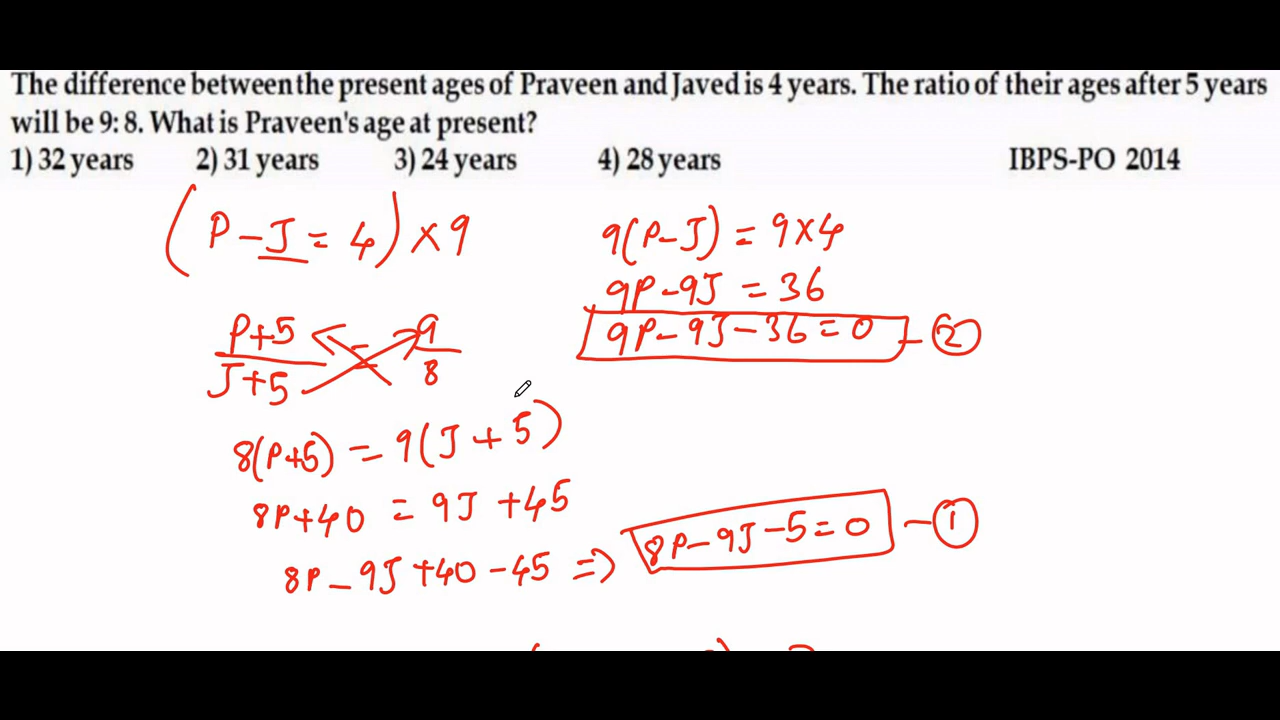 The difference between the present ages of Praveen and Javed is 4 years. The ratio of their ages after 5 years
will be 9: 8. What is Praveen's age at present?
1) 32 years 2) 31 years 3) 24 years 4) 28 years IBPS-PO 2014
(P - J = 4) × 9
9(P-J) = 9×4
9P-9J = 36
9P-9J-36=0 - ②
P+5 = 9
J+5 8
8(P+5) = 9(J+5)
8P+40 = 9J+45
8P-9J+40-45 => 8P-9J-5=0 - ①